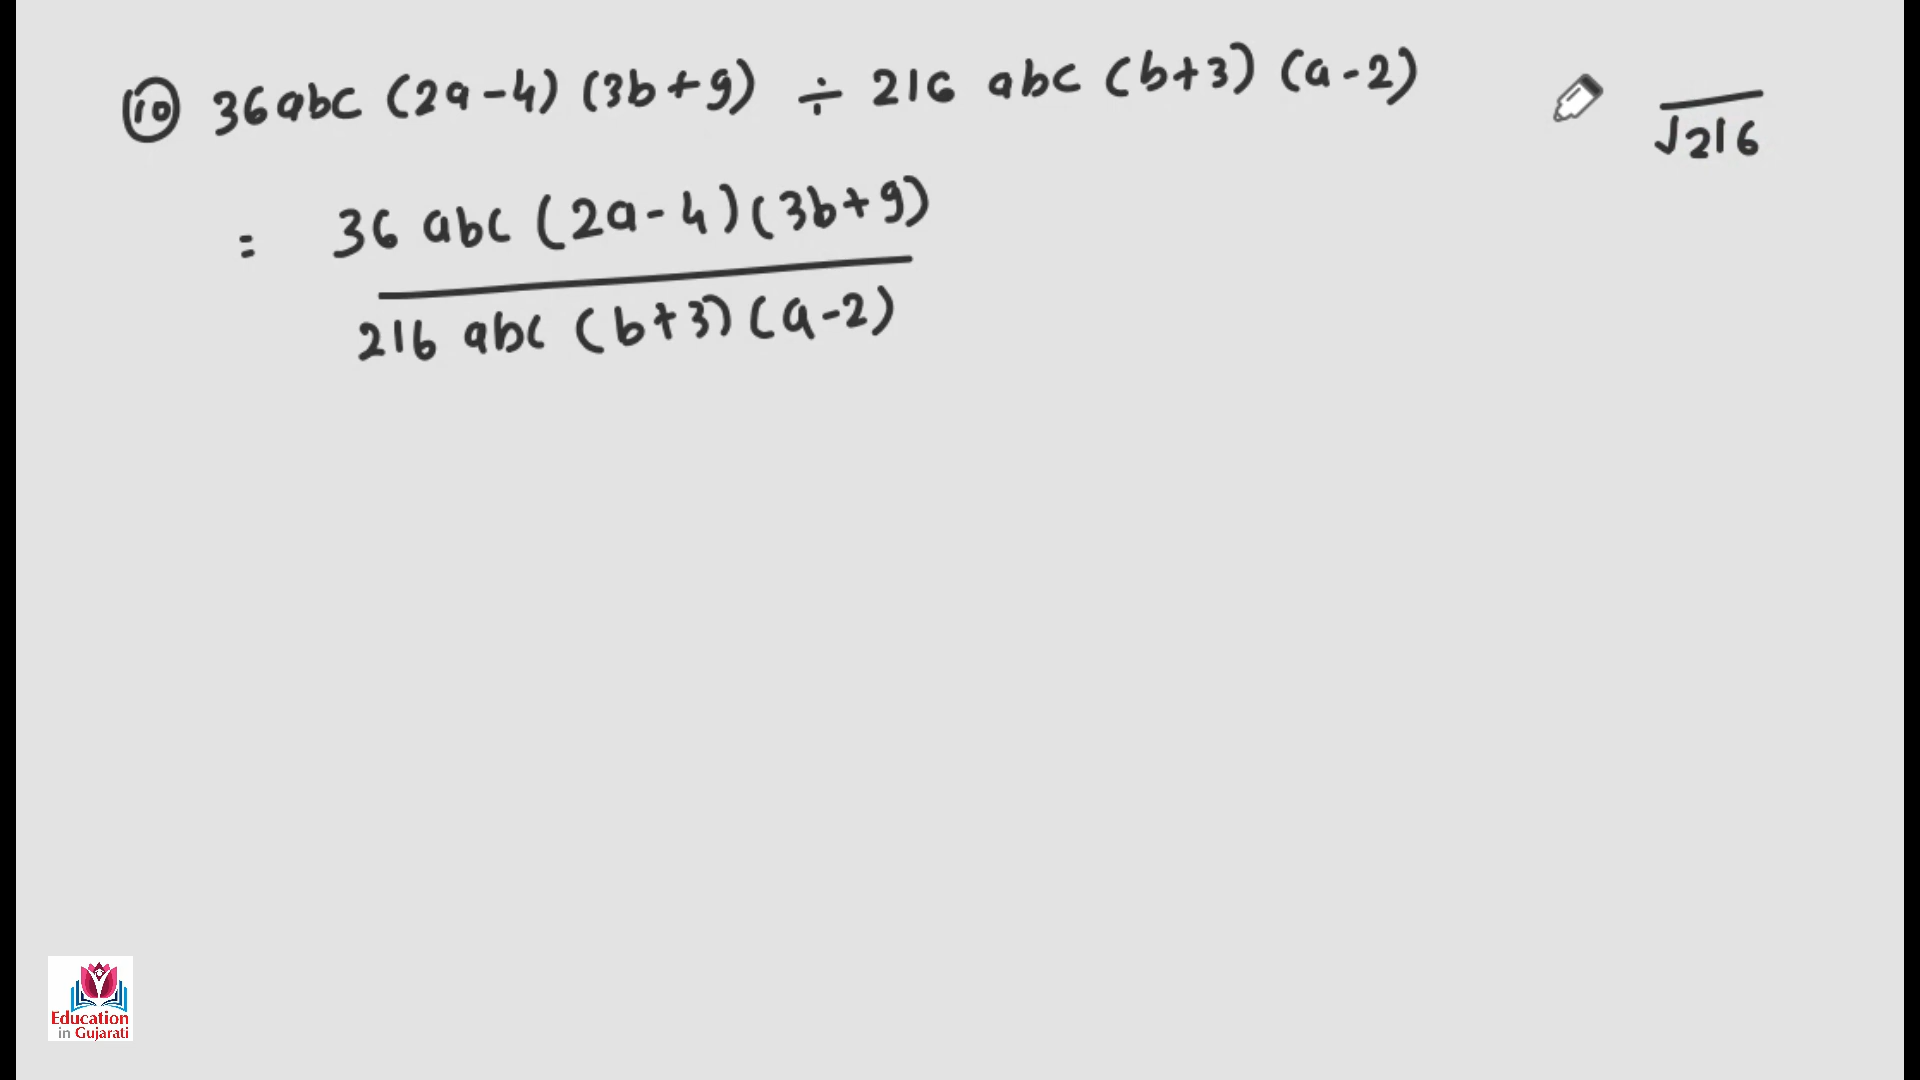 (10) 36abc (2a-4) (3b+9) ÷ 216 abc (b+3) (a-2)
√216
= 36 abc (2a-4) (3b+9)
216 abc (b+3) (a-2)
Education
in Gujarati